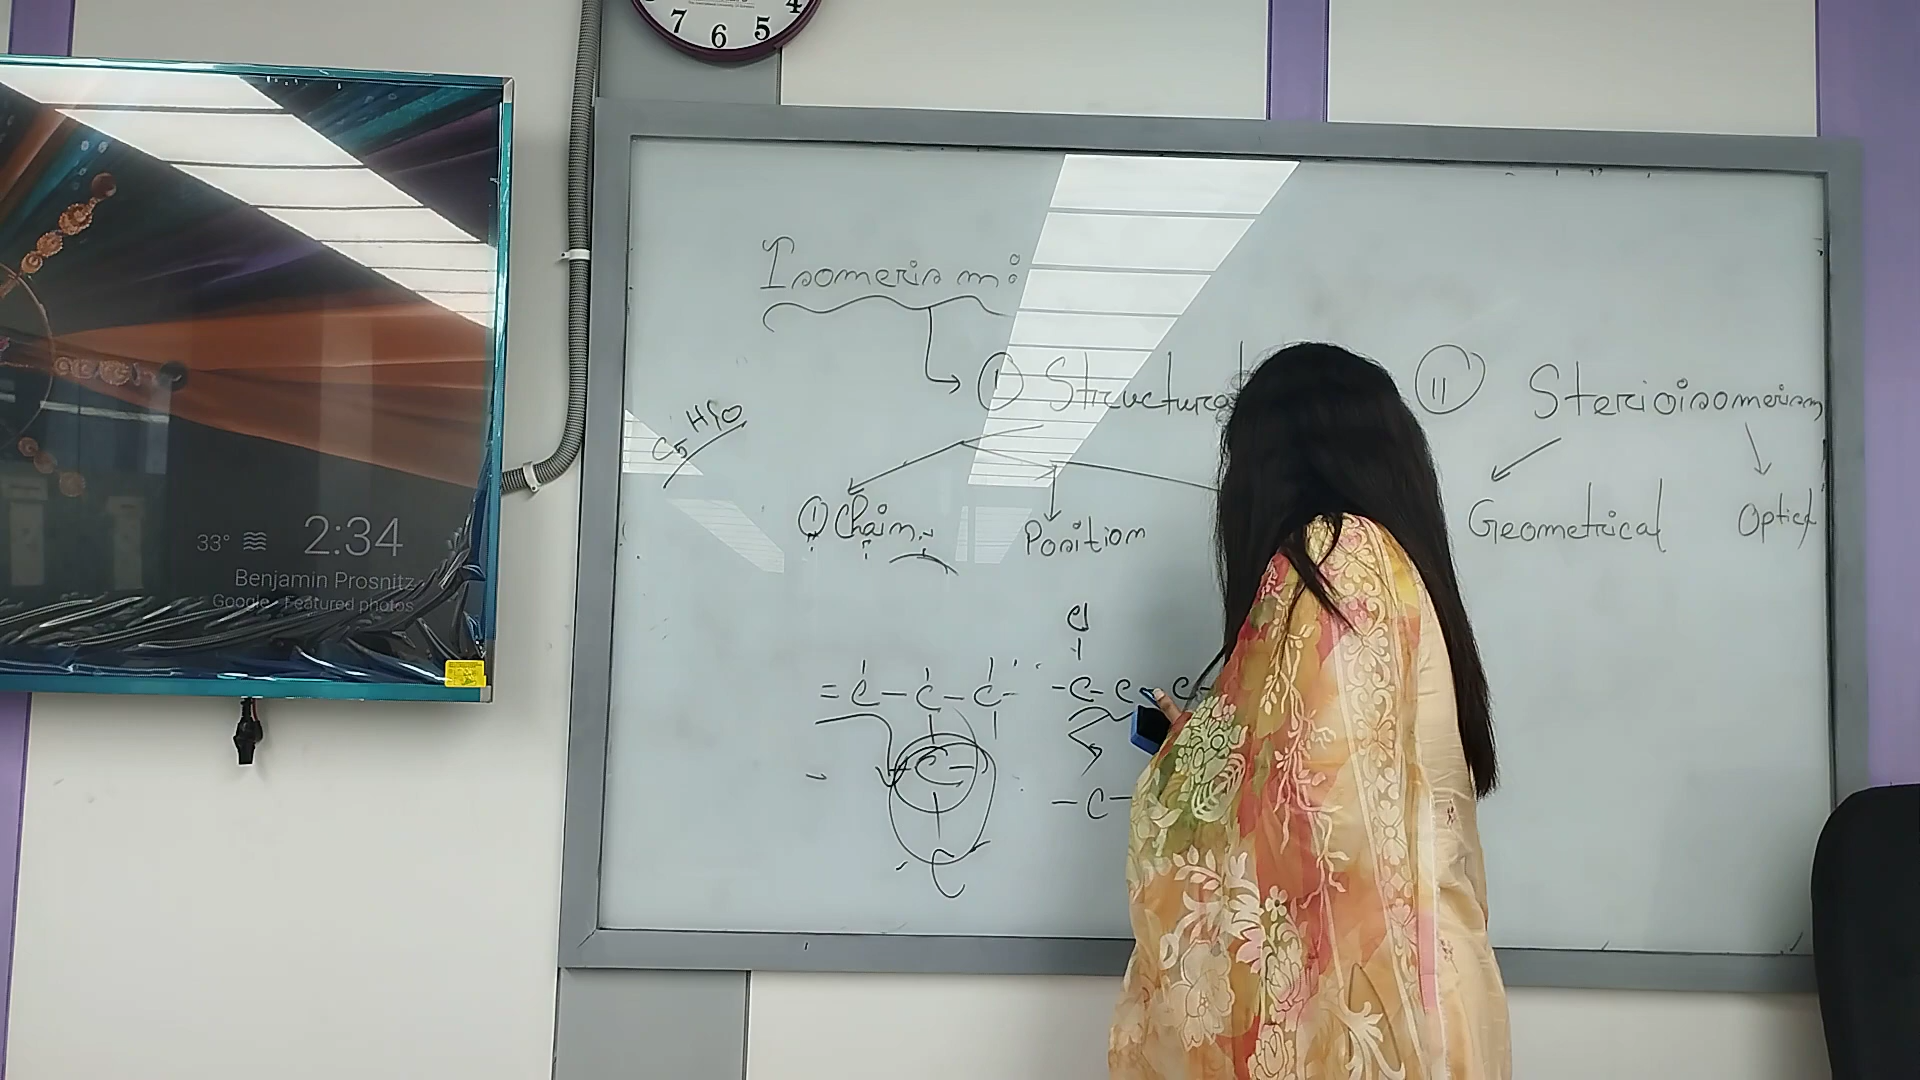 7 6 5 4
Isomerism:
I Structural
II Sterioisomerism
C5 H10
① Chain
Position
Geometrical
Optical
33° 2:34
Benjamin Prosnitz
Google - Featured photos
Cl
= C - C - C -
- C - C - C -
- C -
- C -
C